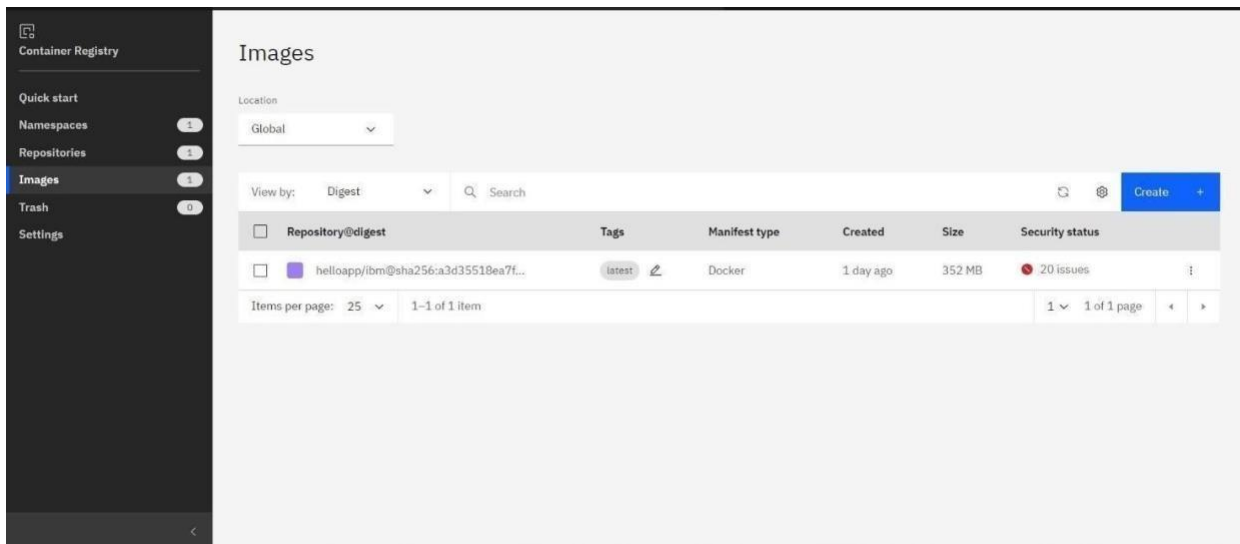 Container Registry
Quick start
Namespaces 1
Repositories 1
Images 1
Trash 0
Settings
Images
Location
Global
View by: Digest Search Create +
Repository@digest Tags Manifest type Created Size Security status
helloapp/ibm@sha256:a3d35518ea7f... latest Docker 1 day ago 352 MB 20 issues
Items per page: 25 1–1 of 1 item 1 1 of 1 page